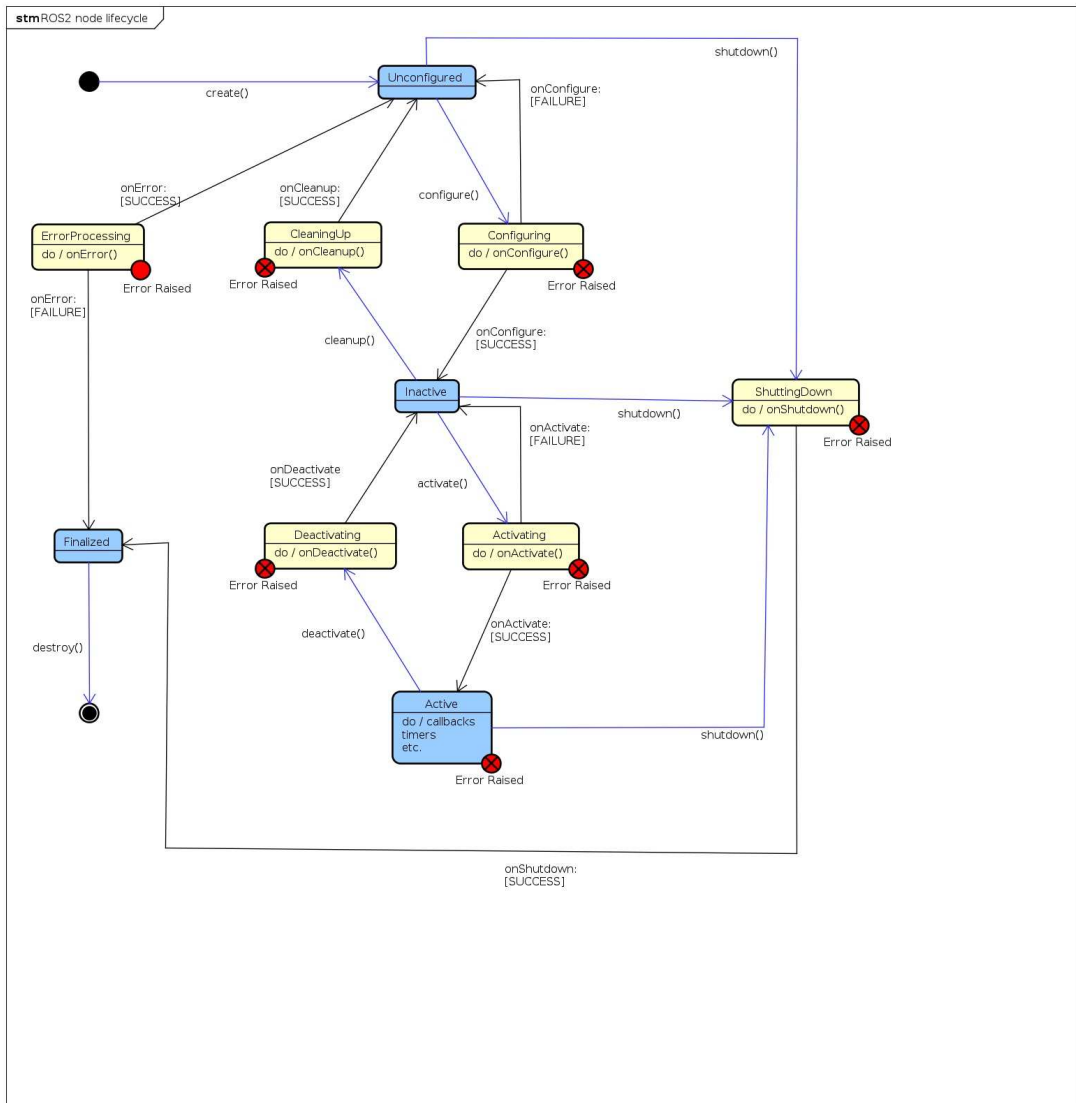 stm ROS2 node lifecycle
shutdown()
Unconfigured
create()
onConfigure:
[FAILURE]
onError:
[SUCCESS]
onCleanup:
[SUCCESS]
configure()
ErrorProcessing
do / onError()
Error Raised
CleaningUp
do / onCleanup()
Error Raised
Configuring
do / onConfigure()
Error Raised
onError:
[FAILURE]
cleanup()
onConfigure:
[SUCCESS]
Inactive
shutdown()
ShuttingDown
do / onShutdown()
Error Raised
onActivate:
[FAILURE]
onDeactivate
[SUCCESS]
activate()
Finalized
Deactivating
do / onDeactivate()
Error Raised
Activating
do / onActivate()
Error Raised
destroy()
deactivate()
onActivate:
[SUCCESS]
Active
do / callbacks
timers
etc.
Error Raised
shutdown()
onShutdown:
[SUCCESS]